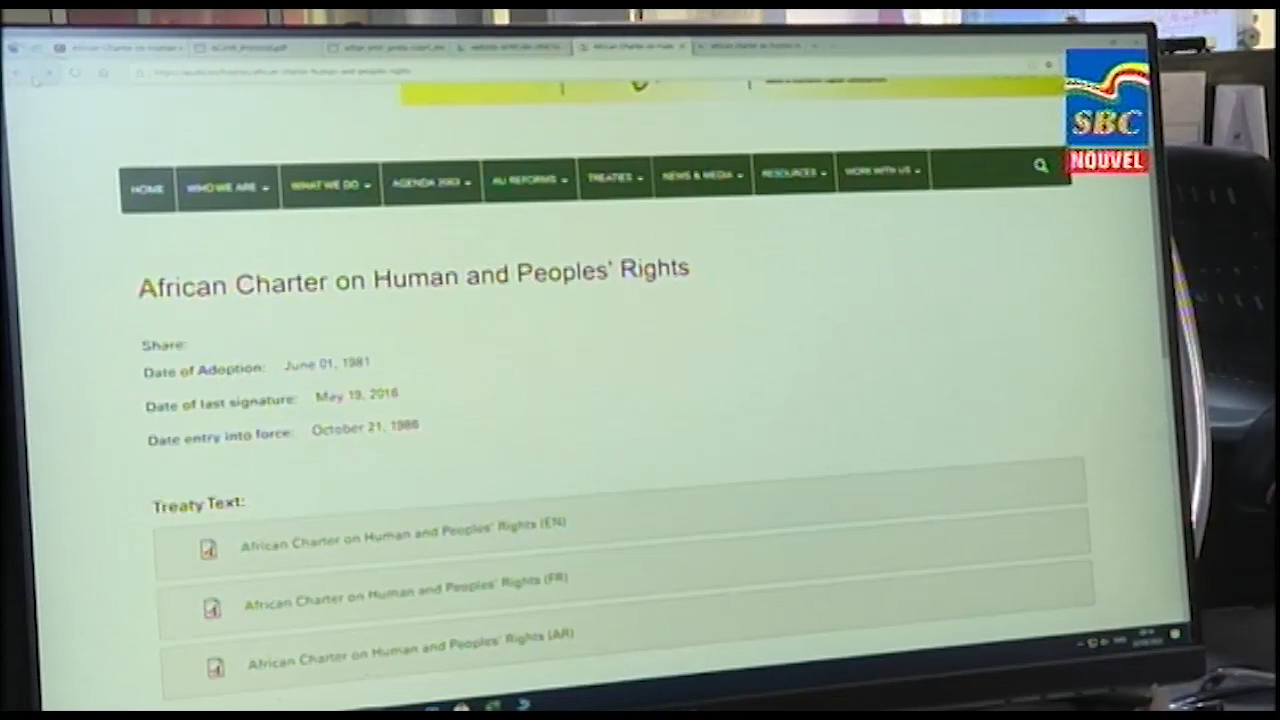 SBC
NOUVEL
HOME WHO WE ARE WHAT WE DO AGENDA 2063 AU REFORMS TREATIES NEWS & MEDIA RESOURCES WORK WITH US
African Charter on Human and Peoples' Rights
Share:
Date of Adoption: June 01, 1981
Date of last signature: May 19, 2016
Date entry into force: October 21, 1986
Treaty Text:
African Charter on Human and Peoples' Rights (EN)
African Charter on Human and Peoples' Rights (FR)
African Charter on Human and Peoples' Rights (AR)